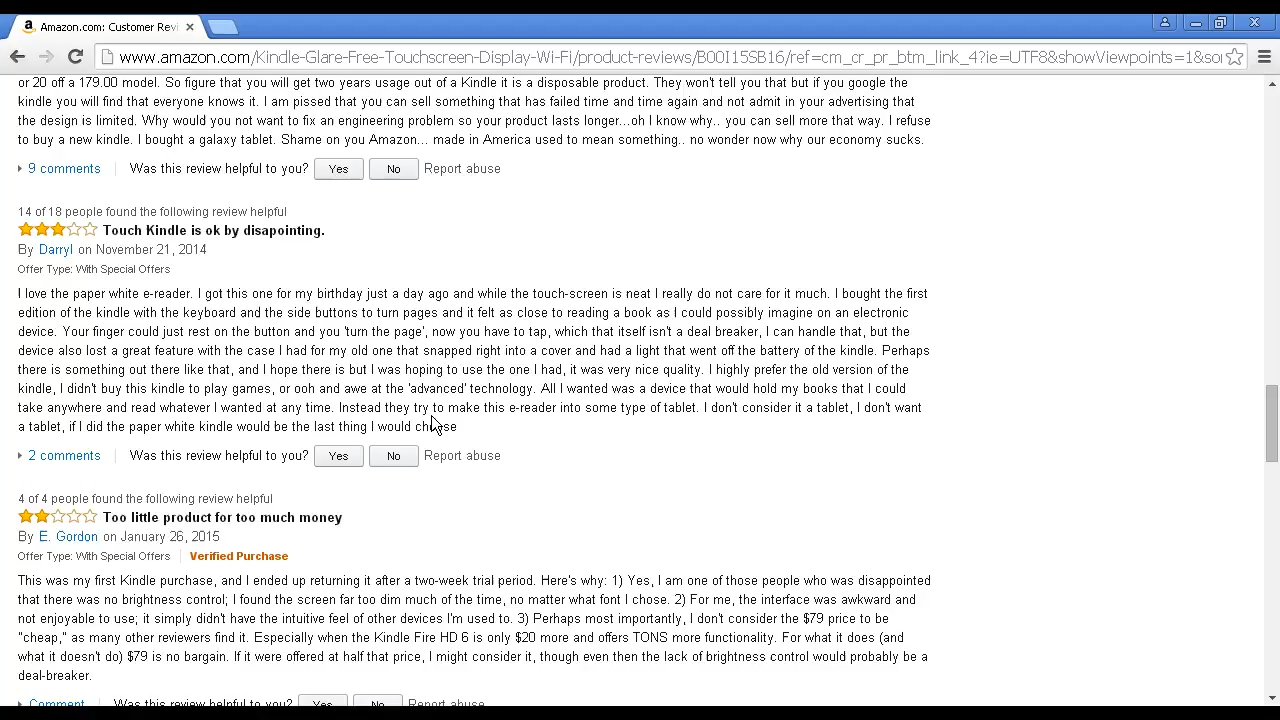 Amazon.com: Customer Revi
www.amazon.com/Kindle-Glare-Free-Touchscreen-Display-Wi-Fi/product-reviews/B00I15SB16/ref=cm_cr_pr_btm_link_4?ie=UTF8&showViewpoints=1&sor
or 20 off a 179.00 model. So figure that you will get two years usage out of a Kindle it is a disposable product. They won't tell you that but if you google the
kindle you will find that everyone knows it. I am pissed that you can sell something that has failed time and time again and not admit in your advertising that
the design is limited. Why would you not want to fix an engineering problem so your product lasts longer...oh I know why.. you can sell more that way. I refuse
to buy a new kindle. I bought a galaxy tablet. Shame on you Amazon... made in America used to mean something.. no wonder now why our economy sucks.
9 comments Was this review helpful to you? Yes No Report abuse
14 of 18 people found the following review helpful
Touch Kindle is ok by disapointing.
By Darryl on November 21, 2014
Offer Type: With Special Offers
I love the paper white e-reader. I got this one for my birthday just a day ago and while the touch-screen is neat I really do not care for it much. I bought the first
edition of the kindle with the keyboard and the side buttons to turn pages and it felt as close to reading a book as I could possibly imagine on an electronic
device. Your finger could just rest on the button and you 'turn the page', now you have to tap, which that itself isn't a deal breaker, I can handle that, but the
device also lost a great feature with the case I had for my old one that snapped right into a cover and had a light that went off the battery of the kindle. Perhaps
there is something out there like that, and I hope there is but I was hoping to use the one I had, it was very nice quality. I highly prefer the old version of the
kindle, I didn't buy this kindle to play games, or ooh and awe at the 'advanced' technology. All I wanted was a device that would hold my books that I could
take anywhere and read whatever I wanted at any time. Instead they try to make this e-reader into some type of tablet. I don't consider it a tablet, I don't want
a tablet, if I did the paper white kindle would be the last thing I would choose
2 comments Was this review helpful to you? Yes No Report abuse
4 of 4 people found the following review helpful
Too little product for too much money
By E. Gordon on January 26, 2015
Offer Type: With Special Offers Verified Purchase
This was my first Kindle purchase, and I ended up returning it after a two-week trial period. Here's why: 1) Yes, I am one of those people who was disappointed
that there was no brightness control; I found the screen far too dim much of the time, no matter what font I chose. 2) For me, the interface was awkward and
not enjoyable to use; it simply didn't have the intuitive feel of other devices I'm used to. 3) Perhaps most importantly, I don't consider the $79 price to be
"cheap," as many other reviewers find it. Especially when the Kindle Fire HD 6 is only $20 more and offers TONS more functionality. For what it does (and
what it doesn't do) $79 is no bargain. If it were offered at half that price, I might consider it, though even then the lack of brightness control would probably be a
deal-breaker.
Comment Was this review helpful to you? Yes No Report abuse